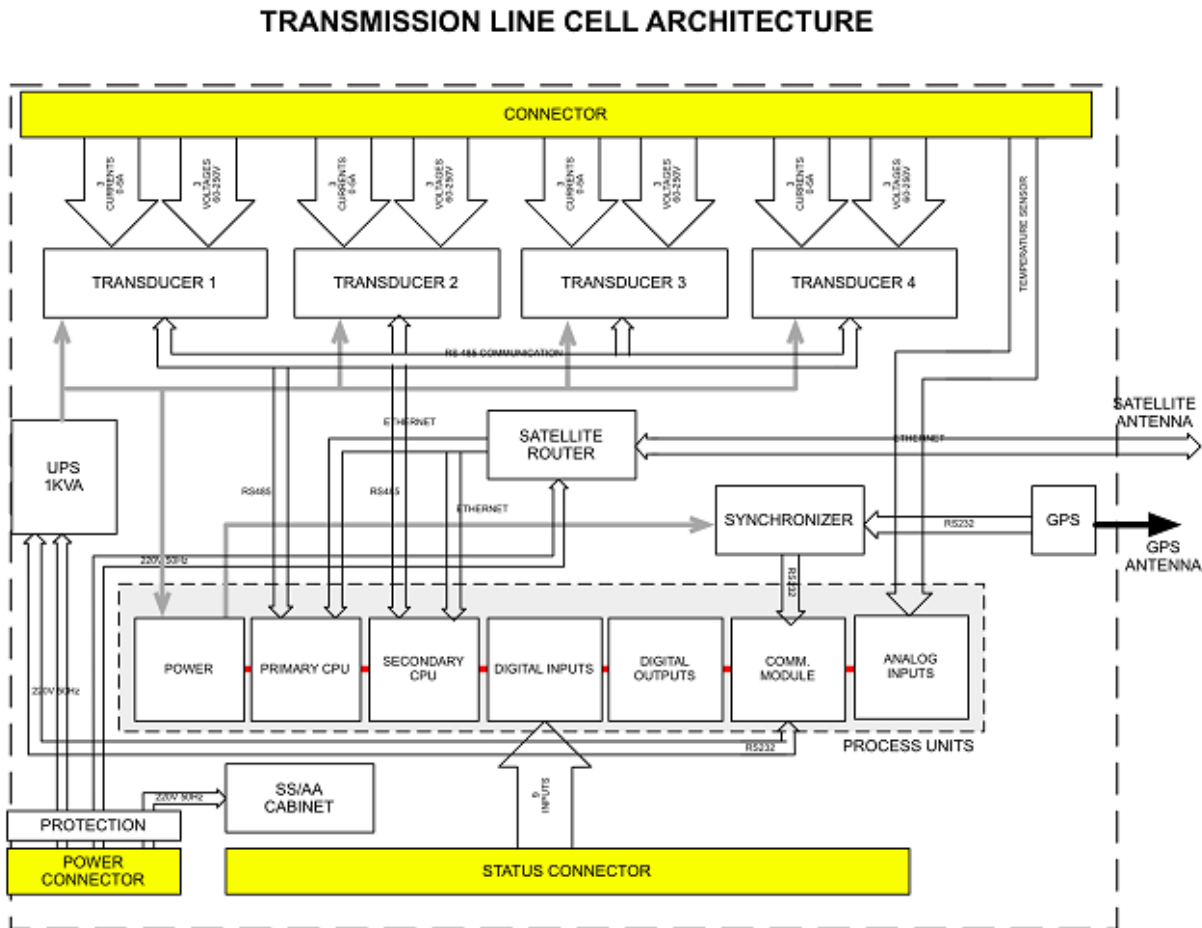 TRANSMISSION LINE CELL ARCHITECTURE
CONNECTOR
3
CURRENTS
0-5A
3
VOLTAGES
60-250V
3
CURRENTS
0-5A
3
VOLTAGES
60-250V
3
CURRENTS
0-5A
3
VOLTAGES
60-250V
3
CURRENTS
0-5A
3
VOLTAGES
60-250V
TEMPERATURE SENSOR
TRANSDUCER 1
TRANSDUCER 2
TRANSDUCER 3
TRANSDUCER 4
RS 485 COMMUNICATION
SATELLITE
ANTENNA
ETHERNET
SATELLITE
ROUTER
ETHERNET
UPS
1KVA
RS485
RS485
ETHERNET
SYNCHRONIZER
RS232
GPS
GPS
ANTENNA
220V 50Hz
RS232
POWER
PRIMARY CPU
SECONDARY
CPU
DIGITAL INPUTS
DIGITAL
OUTPUTS
COMM.
MODULE
ANALOG
INPUTS
220V 50Hz
RS232
PROCESS UNITS
SS/AA
CABINET
220V 50Hz
6
INPUTS
PROTECTION
POWER
CONNECTOR
STATUS CONNECTOR